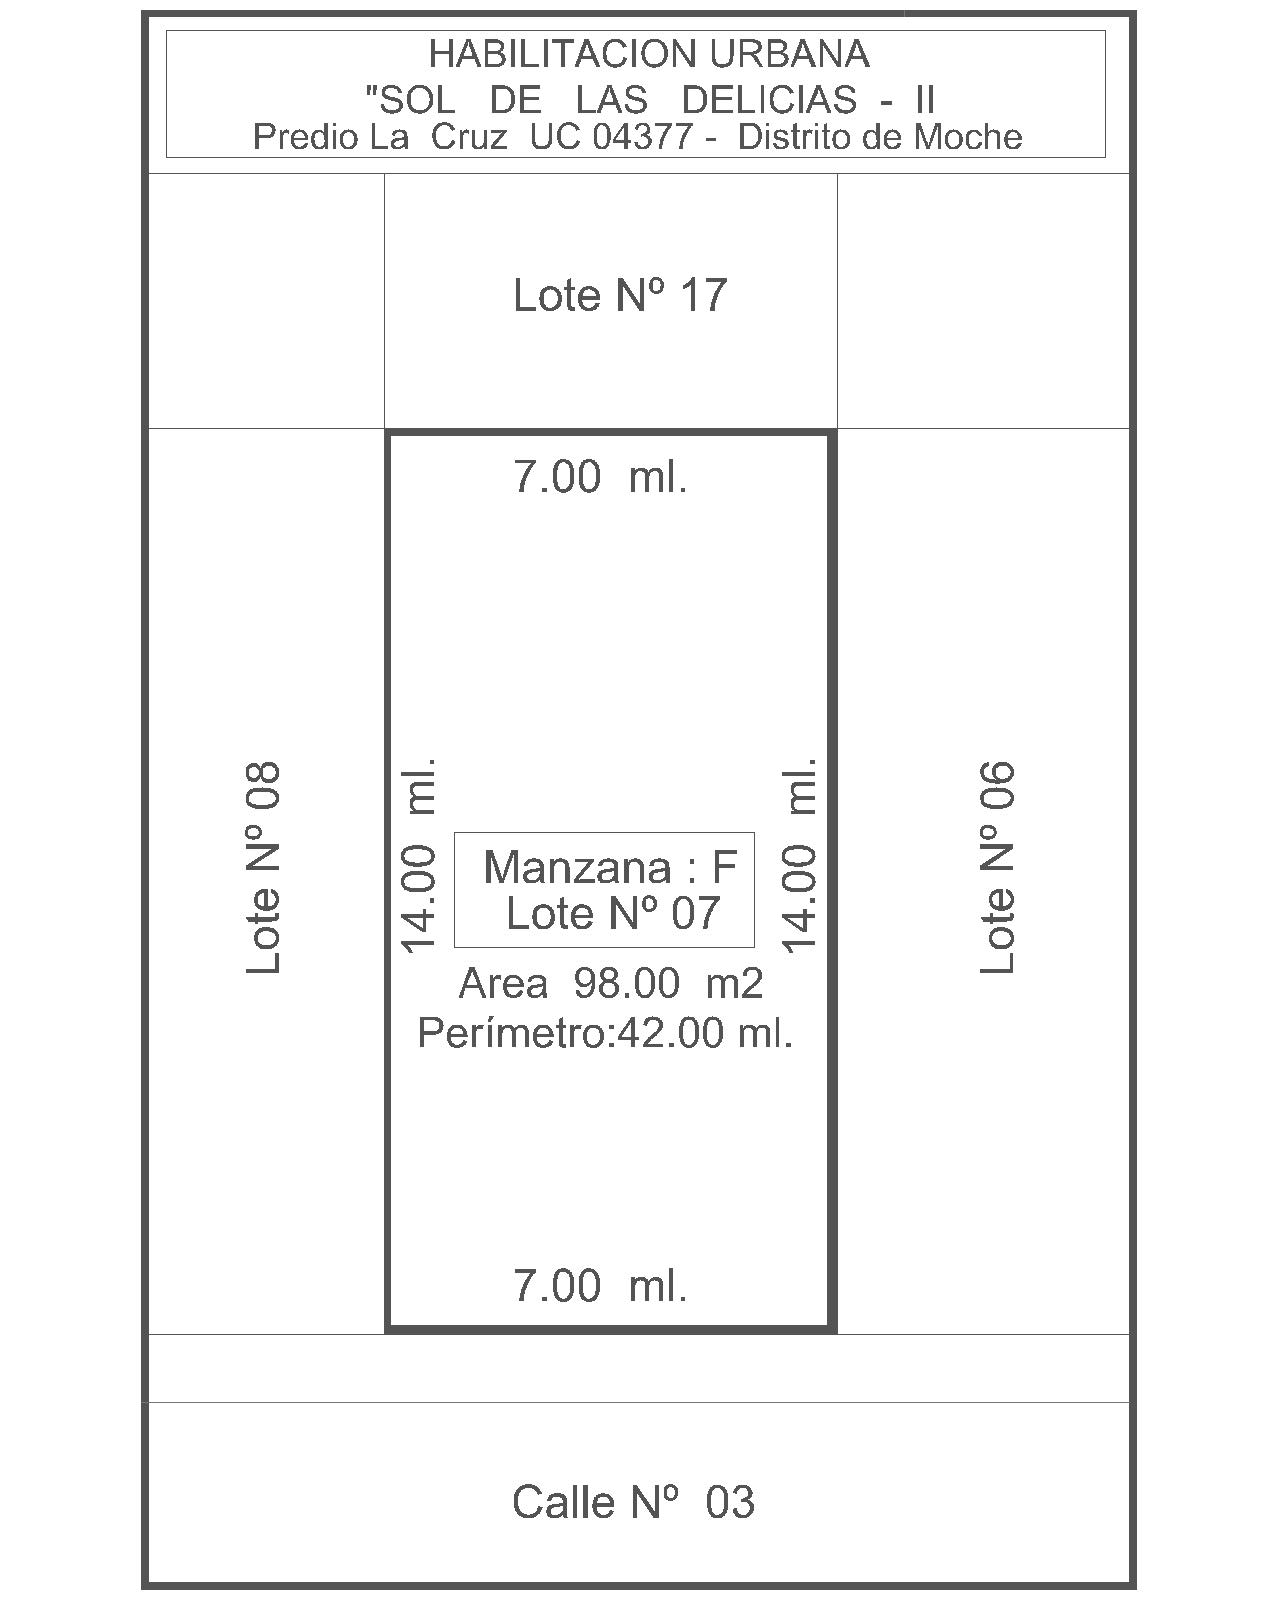 HABILITACION URBANA
"SOL DE LAS DELICIAS - II
Predio La Cruz UC 04377 - Distrito de Moche
Lote Nº 17
7.00 ml.
Lote Nº 08
14.00 ml.
Manzana : F
Lote Nº 07
14.00 ml.
Lote Nº 06
Area 98.00 m2
Perímetro:42.00 ml.
7.00 ml.
Calle Nº 03